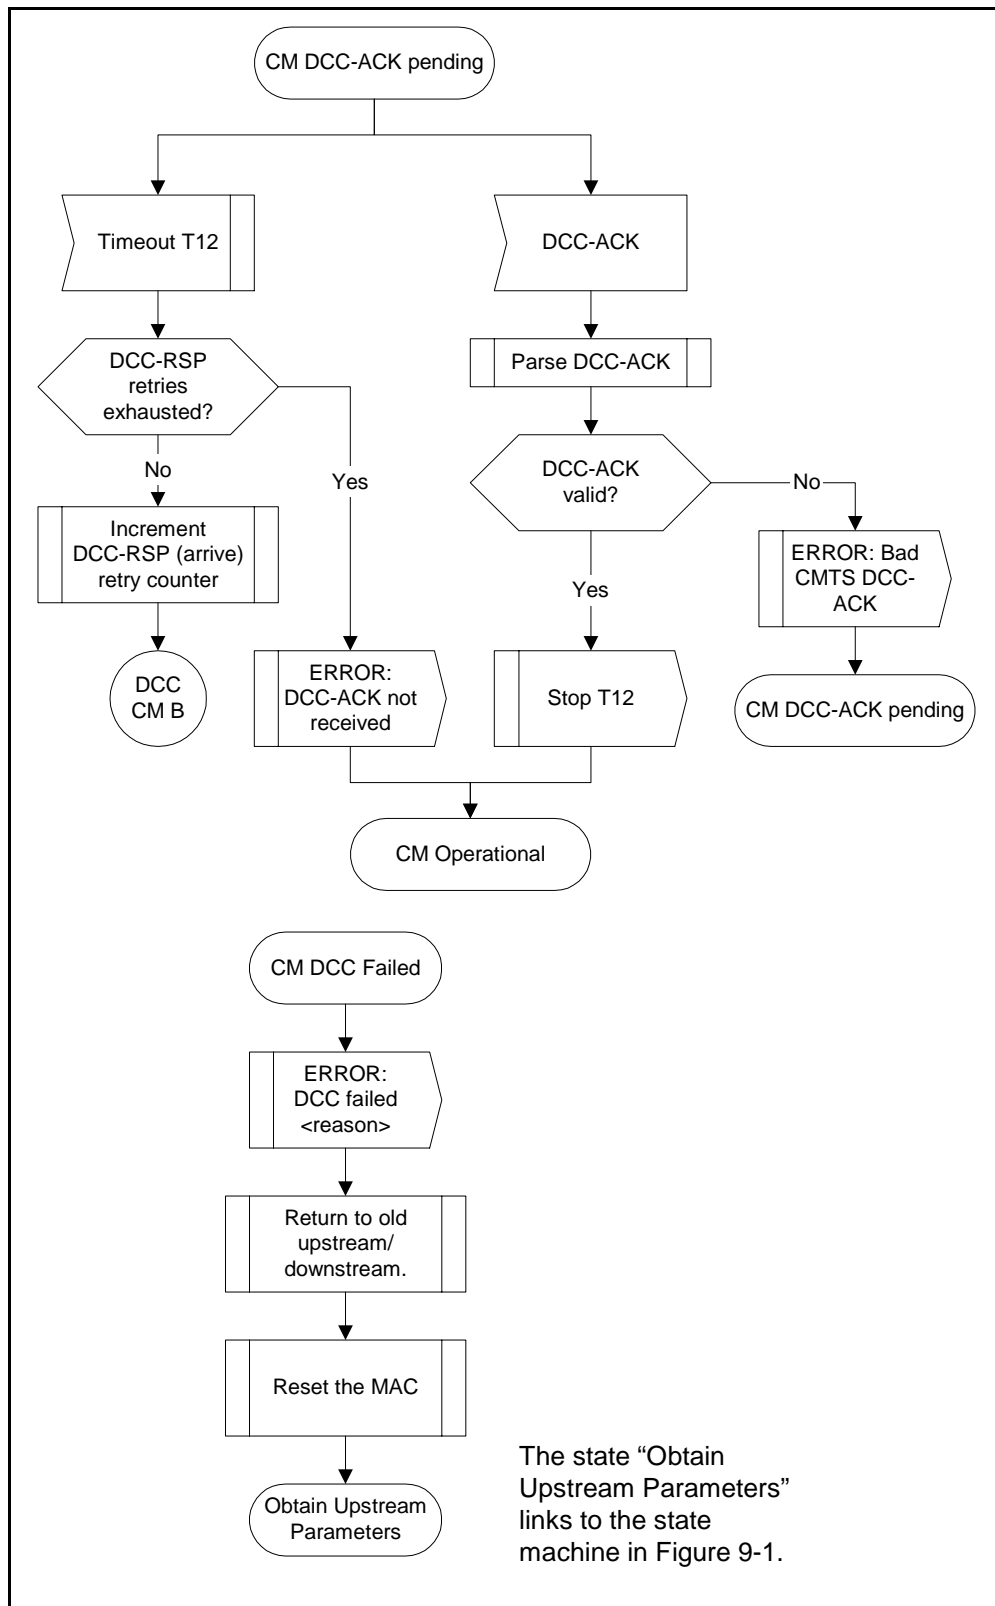 CM DCC-ACK pending
Timeout T12
DCC-ACK
DCC-RSP
retries
exhausted?
Parse DCC-ACK
No
Yes
DCC-ACK
valid?
No
Increment
DCC-RSP (arrive)
retry counter
Yes
ERROR: Bad
CMTS DCC-
ACK
DCC
CM B
ERROR:
DCC-ACK not
received
Stop T12
CM DCC-ACK pending
CM Operational
CM DCC Failed
ERROR:
DCC failed
<reason>
Return to old
upstream/
downstream.
Reset the MAC
Obtain Upstream
Parameters
The state “Obtain
Upstream Parameters”
links to the state
machine in Figure 9-1.